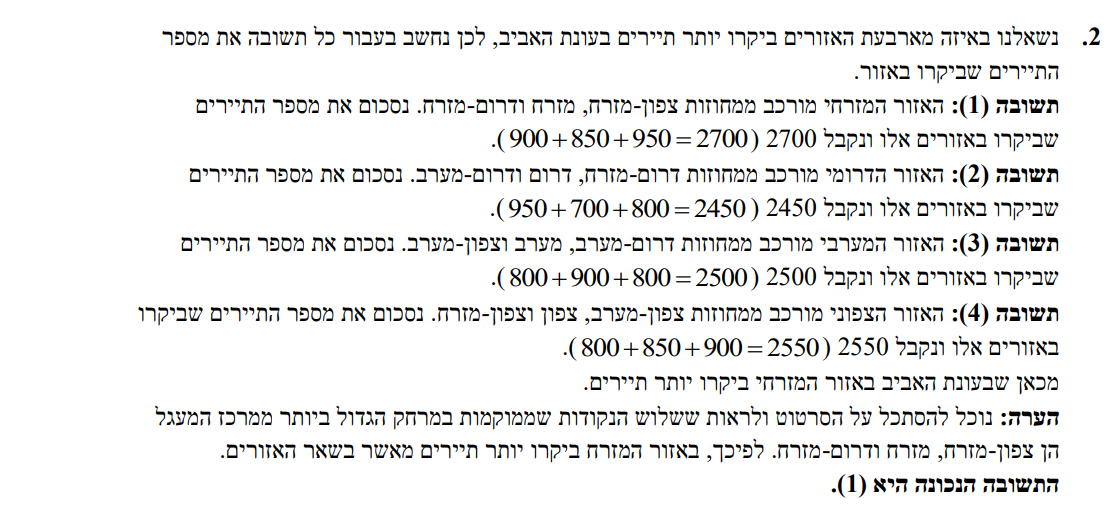 2. נשאלנו באיזה מארבעת האזורים ביקרו יותר תיירים בעונת האביב, לכן נחשב בעבור כל תשובה את מספר
התיירים שביקרו באזור.
תשובה (1): האזור המזרחי מורכב ממחוזות צפון-מזרח, מזרח ודרום-מזרח. נסכום את מספר התיירים
שביקרו באזורים אלו ונקבל 2700 (900+850+950=2700).
תשובה (2): האזור הדרומי מורכב ממחוזות דרום-מזרח, דרום ודרום-מערב. נסכום את מספר התיירים
שביקרו באזורים אלו ונקבל 2450 (950+700+800=2450).
תשובה (3): האזור המערבי מורכב ממחוזות דרום-מערב, מערב וצפון-מערב. נסכום את מספר התיירים
שביקרו באזורים אלו ונקבל 2500 (800+900+800=2500).
תשובה (4): האזור הצפוני מורכב ממחוזות צפון-מערב, צפון וצפון-מזרח. נסכום את מספר התיירים שביקרו
באזורים אלו ונקבל 2550 (800+850+900=2550).
מכאן שבעונת האביב באזור המזרחי ביקרו יותר תיירים.
הערה: נוכל להסתכל על הסרטוט ולראות ששלוש הנקודות שממוקמות במרחק הגדול ביותר ממרכז המעגל
הן צפון-מזרח, מזרח ודרום-מזרח. לפיכך, באזור המזרח ביקרו יותר תיירים מאשר בשאר האזורים.
התשובה הנכונה היא (1).